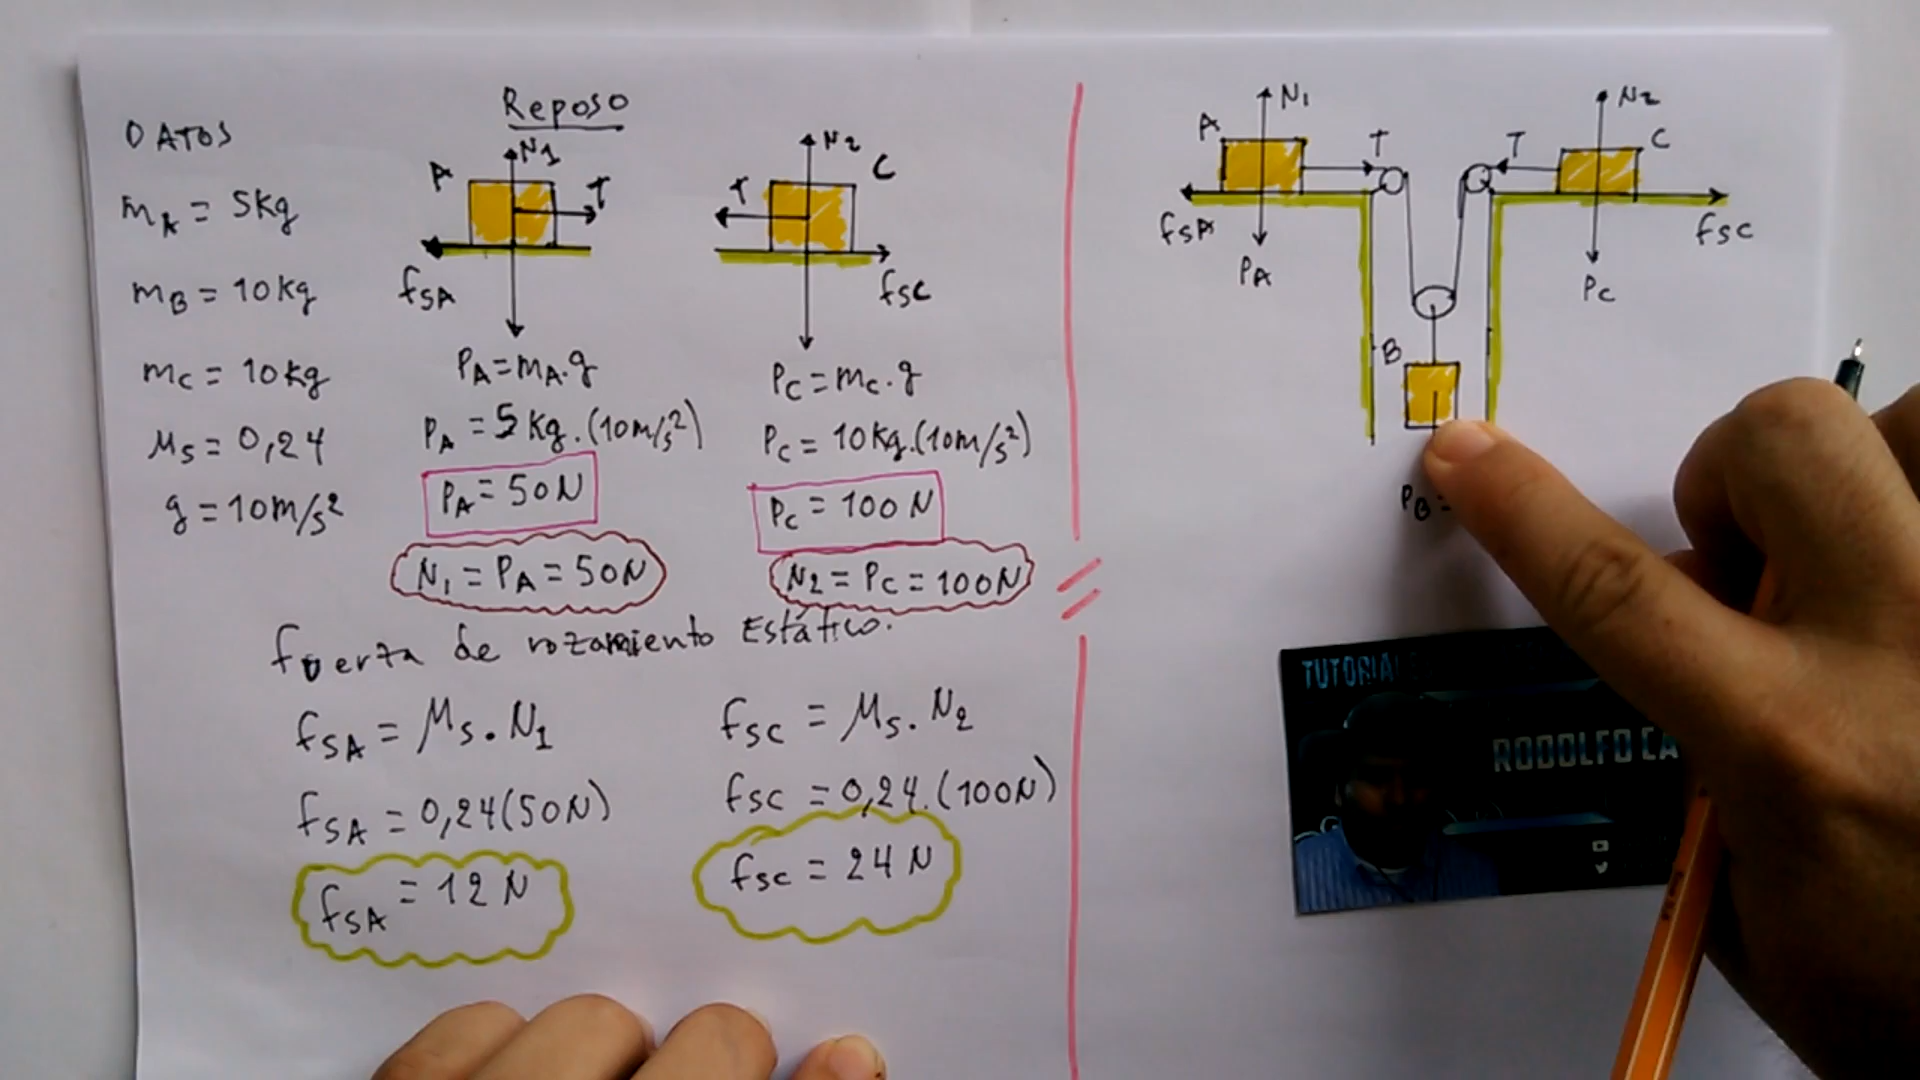 DATOS
Reposo
A N1 T
T N2 C
mA = 5kg
fSA
fSC
mB = 10kg
PA = mA.g
PC = mC.g
mC = 10kg
PA = 5kg.(10m/s²)
PC = 10kg.(10m/s²)
μS = 0,24
PA = 50N
PC = 100N
g = 10m/s²
N1 = PA = 50N
N2 = PC = 100N
fuerza de rozamiento Estático.
fSA = μS.N1
fSC = μS.N2
fSA = 0,24(50N)
fSC = 0,24.(100N)
fSA = 12N
fSC = 24N
A N1 T T N2 C
fSA PA
PC fSC
B
PB =
TUTORIA
RODOLFO CA